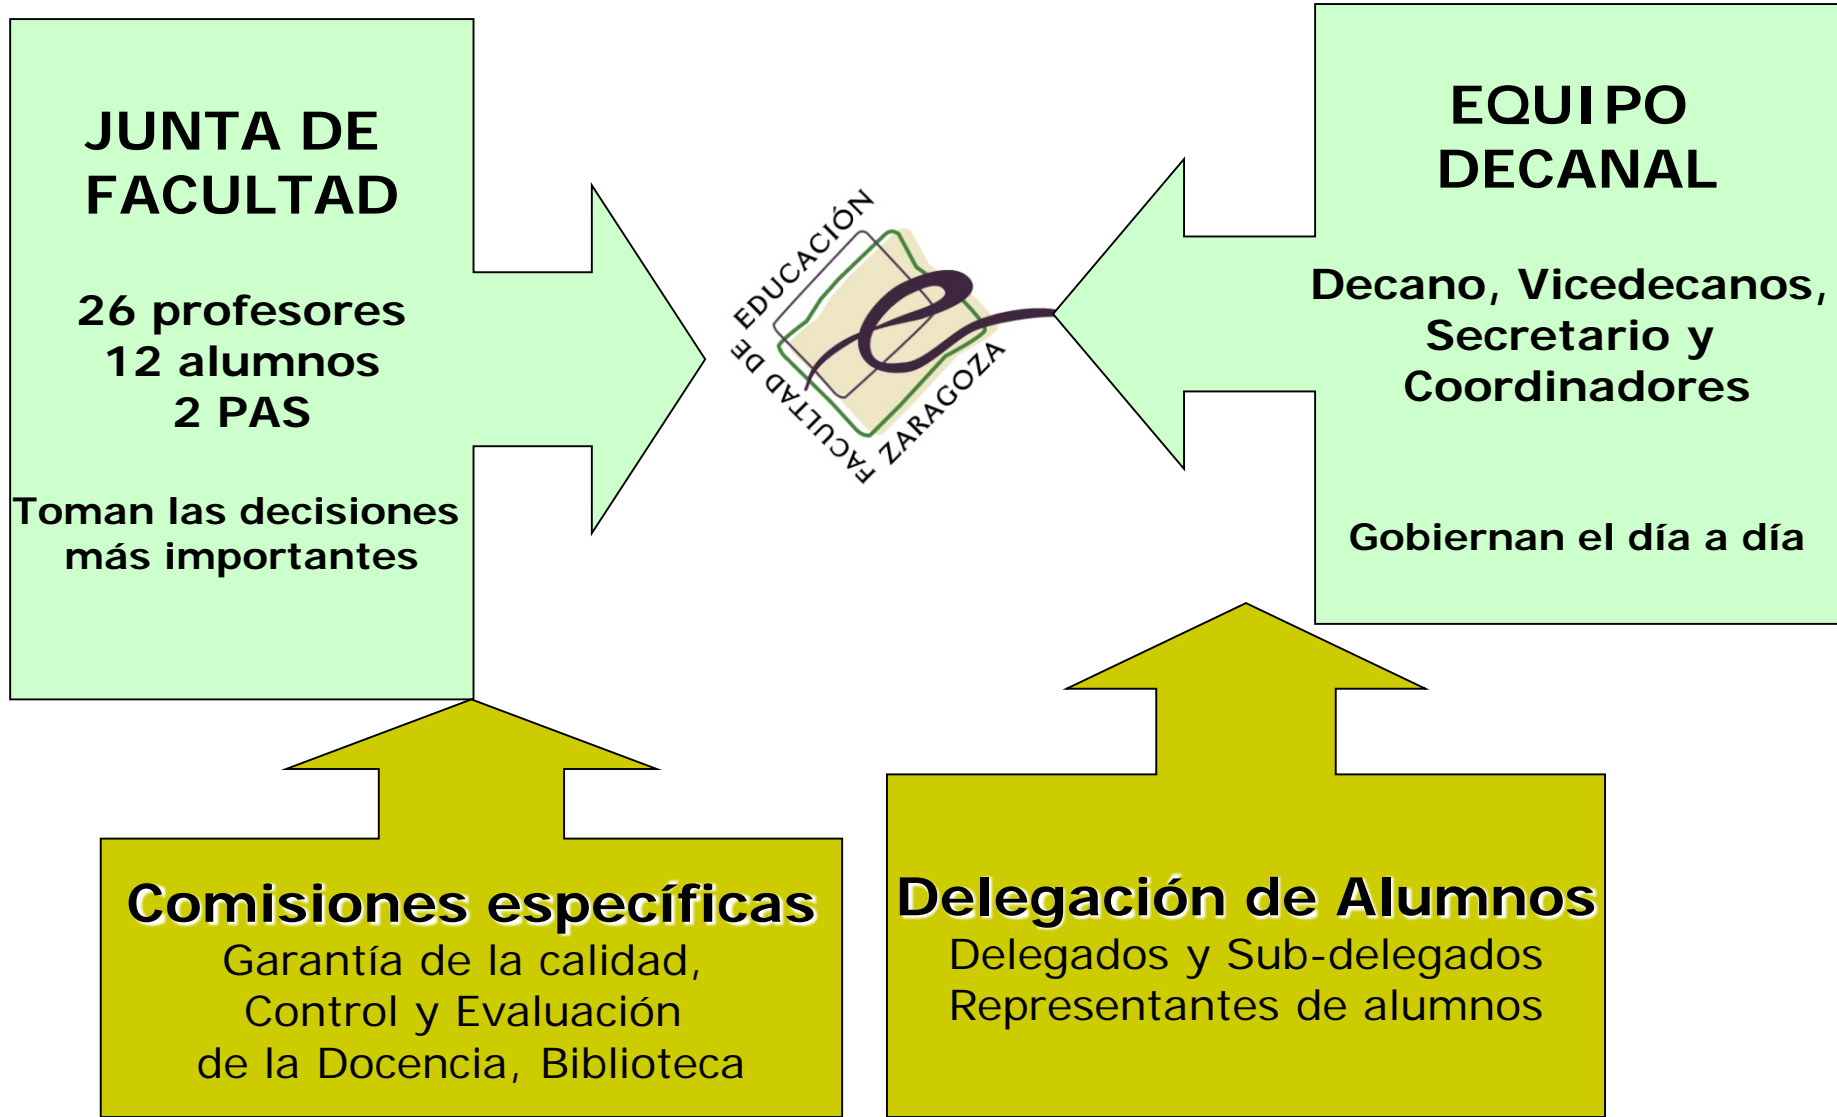 JUNTA DE
FACULTAD
26 profesores
12 alumnos
2 PAS
Toman las decisiones
más importantes
FACULTAD DE EDUCACIÓN
ZARAGOZA
EQUIPO
DECANAL
Decano, Vicedecanos,
Secretario y
Coordinadores
Gobiernan el día a día
Comisiones específicas
Garantía de la calidad,
Control y Evaluación
de la Docencia, Biblioteca
Delegación de Alumnos
Delegados y Sub-delegados
Representantes de alumnos